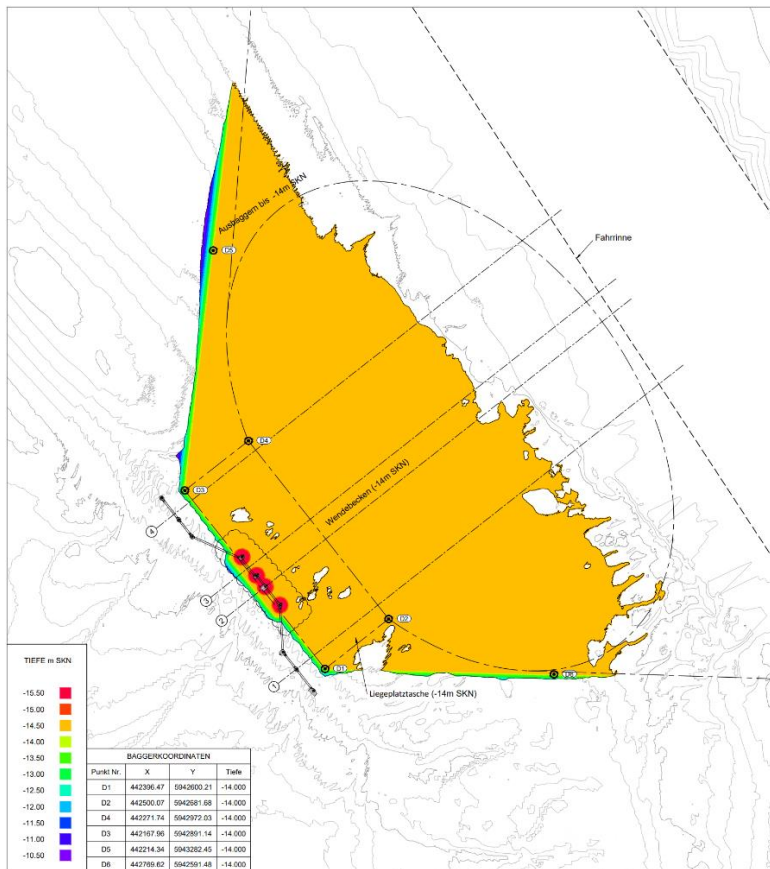 Ausbaggern bis -14m SKN
D5
Fahrrinne
D4
Wendebecken (-14m SKN)
D3
4
3
2
D2
D1
1
D6
Liegeplatztasche (-14m SKN)
TIEFE m SKN
-15.50
-15.00
-14.50
-14.00
-13.50
-13.00
-12.50
-12.00
-11.50
-11.00
-10.50
BAGGERKOORDINATEN
Punkt Nr. X Y Tiefe
D1 442396.47 5942600.21 -14.000
D2 442500.07 5942681.68 -14.000
D4 442271.74 5942972.03 -14.000
D3 442167.96 5942891.14 -14.000
D5 442214.34 5943282.45 -14.000
D6 442769.62 5942591.48 -14.000